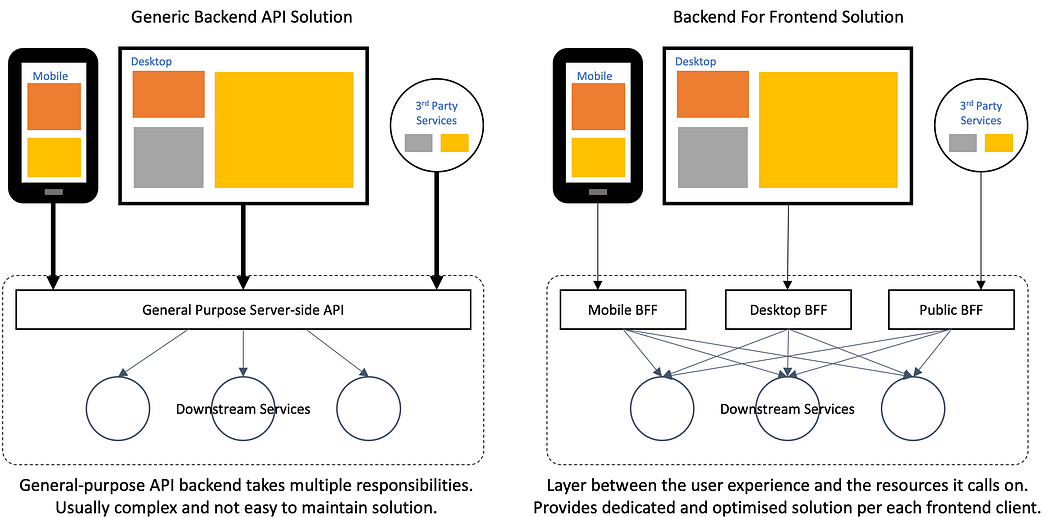 Generic Backend API Solution
Mobile
Desktop
3rd Party
Services
General Purpose Server-side API
Downstream Services
General-purpose API backend takes multiple responsibilities.
Usually complex and not easy to maintain solution.
Backend For Frontend Solution
Mobile
Desktop
3rd Party
Services
Mobile BFF
Desktop BFF
Public BFF
Downstream Services
Layer between the user experience and the resources it calls on.
Provides dedicated and optimised solution per each frontend client.